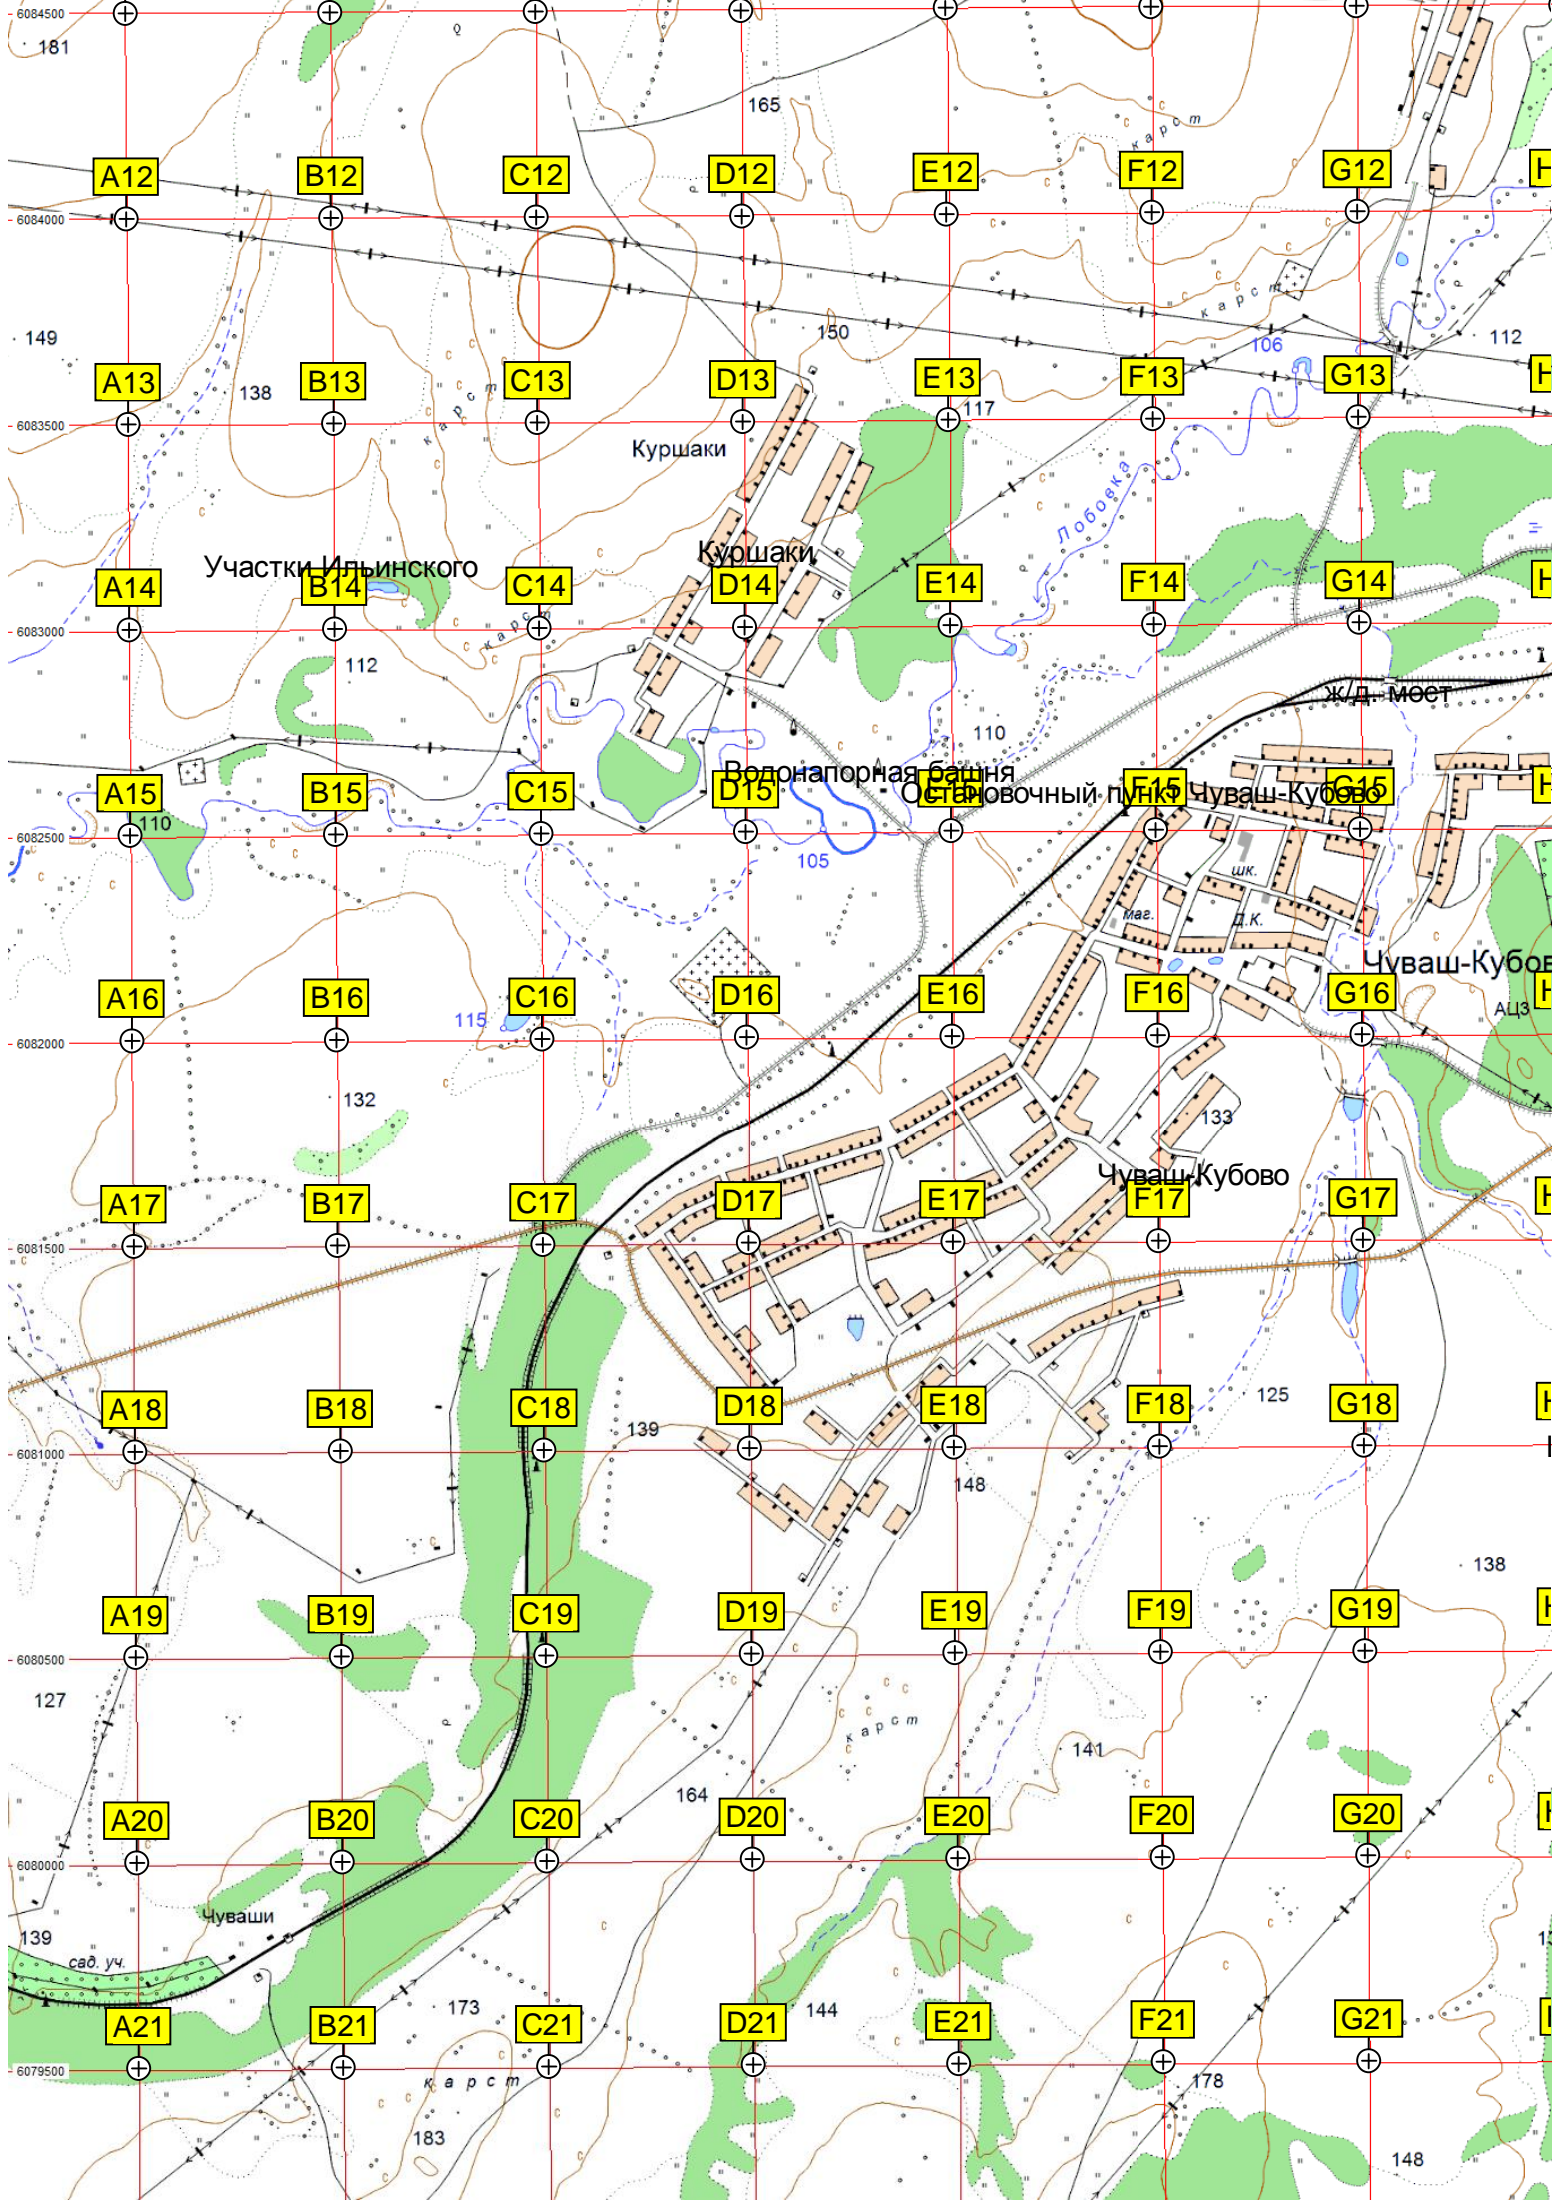 6084500
181
165
карст
A12 B12 C12 D12 E12 F12 G12 H
6084000
карст
149
150
106
112
A13 B13 C13 D13 E13 F13 G13 H
138
карст
117
6083500
Куршаки
Лобовка
Участки Ильинского
Куршаки
A14 B14 C14 D14 E14 F14 G14 H
карст
6083000
112
ж/д. мост
110
Водонапорная башня
Остановочный пункт Чуваш-Кубово
A15 B15 C15 D15 E15 F15 G15 H
110
6082500
105
шк.
маг.
Д.К.
Чуваш-Кубов
A16 B16 C16 D16 E16 F16 G16 H
115
АЦЗ
6082000
132
133
Чуваш-Кубово
A17 B17 C17 D17 E17 F17 G17 H
6081500
125
A18 B18 C18 D18 E18 F18 G18 H
139
6081000
148
138
A19 B19 C19 D19 E19 F19 G19 H
6080500
127
карст
141
164
A20 B20 C20 D20 E20 F20 G20 H
6080000
Чуваши
139
сад. уч.
173
144
A21 B21 C21 D21 E21 F21 G21
6079500
карст
178
183
148